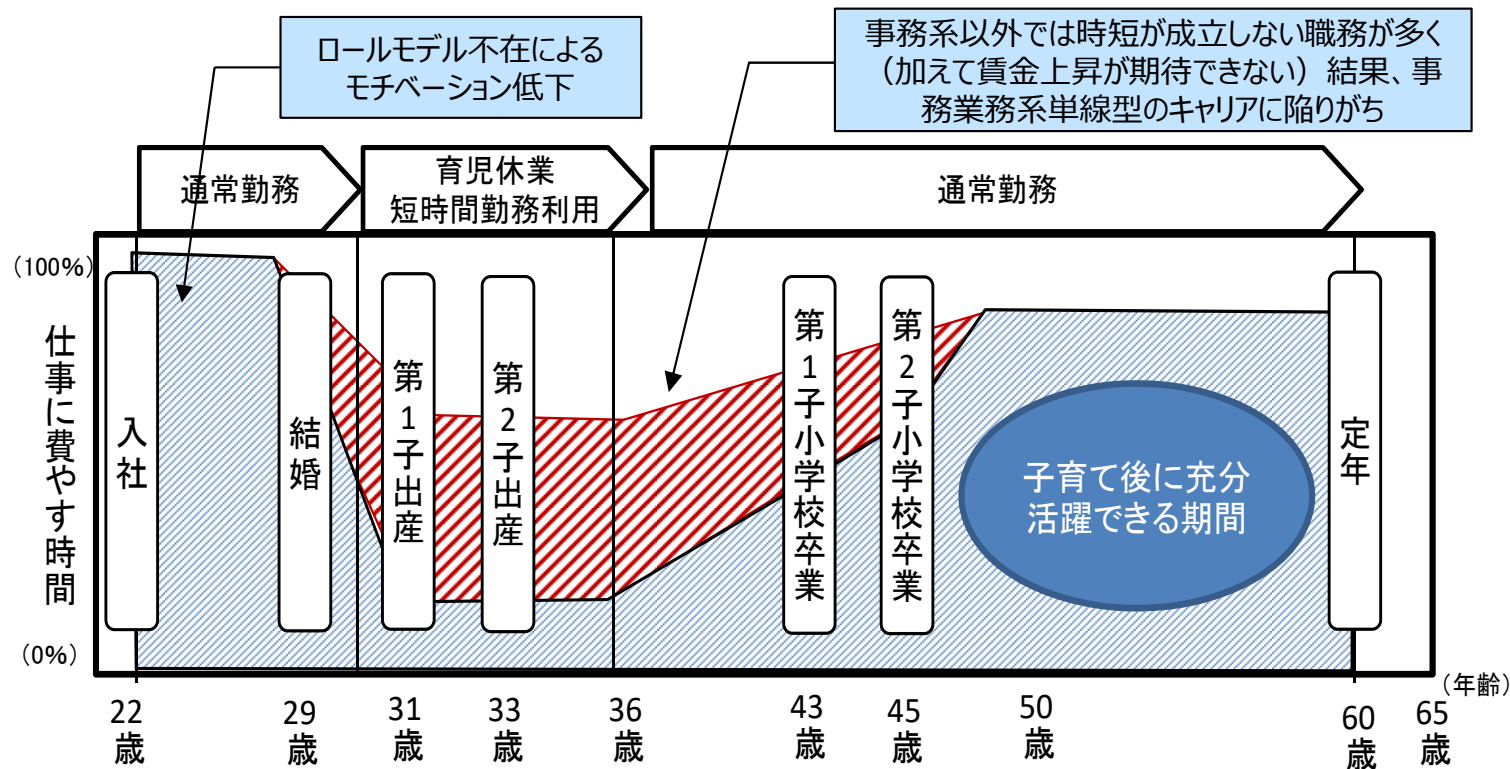 ロールモデル不在による
モチベーション低下
事務系以外では時短が成立しない職務が多く
（加えて賃金上昇が期待できない）結果、事
務業務系単線型のキャリアに陥りがち
通常勤務
育児休業
短時間勤務利用
通常勤務
（100％）
仕事に費やす時間
（0％）
入社
結婚
第1子出産
第2子出産
第1子小学校卒業
第2子小学校卒業
子育て後に充分
活躍できる期間
定年
（年齢）
22歳
29歳
31歳
33歳
36歳
43歳
45歳
50歳
60歳
65歳